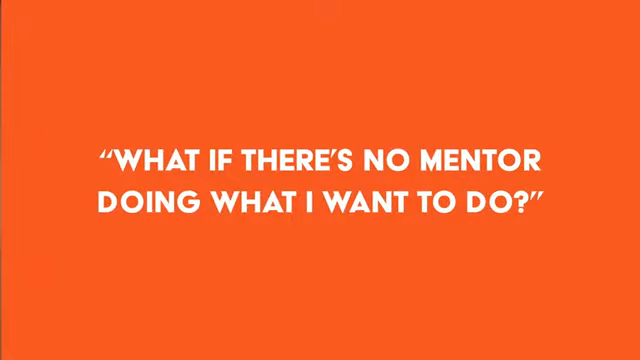 “WHAT IF THERE’S NO MENTOR
DOING WHAT I WANT TO DO?”